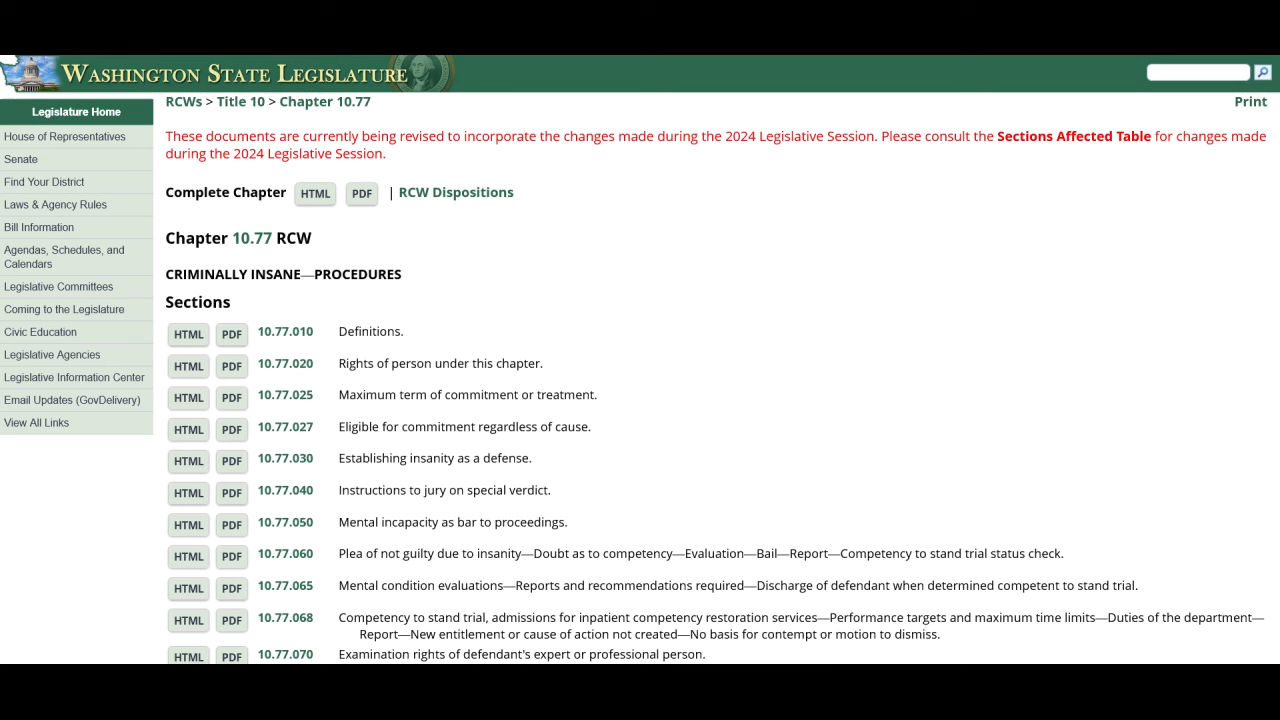 WASHINGTON STATE LEGISLATURE
Legislature Home
House of Representatives
Senate
Find Your District
Laws & Agency Rules
Bill Information
Agendas, Schedules, and
Calendars
Legislative Committees
Coming to the Legislature
Civic Education
Legislative Agencies
Legislative Information Center
Email Updates (GovDelivery)
View All Links
RCWs > Title 10 > Chapter 10.77
Print
These documents are currently being revised to incorporate the changes made during the 2024 Legislative Session. Please consult the Sections Affected Table for changes made
during the 2024 Legislative Session.
Complete Chapter HTML PDF | RCW Dispositions
Chapter 10.77 RCW
CRIMINALLY INSANE—PROCEDURES
Sections
HTML PDF 10.77.010 Definitions.
HTML PDF 10.77.020 Rights of person under this chapter.
HTML PDF 10.77.025 Maximum term of commitment or treatment.
HTML PDF 10.77.027 Eligible for commitment regardless of cause.
HTML PDF 10.77.030 Establishing insanity as a defense.
HTML PDF 10.77.040 Instructions to jury on special verdict.
HTML PDF 10.77.050 Mental incapacity as bar to proceedings.
HTML PDF 10.77.060 Plea of not guilty due to insanity—Doubt as to competency—Evaluation—Bail—Report—Competency to stand trial status check.
HTML PDF 10.77.065 Mental condition evaluations—Reports and recommendations required—Discharge of defendant when determined competent to stand trial.
HTML PDF 10.77.068 Competency to stand trial, admissions for inpatient competency restoration services—Performance targets and maximum time limits—Duties of the department—
Report—New entitlement or cause of action not created—No basis for contempt or motion to dismiss.
HTML PDF 10.77.070 Examination rights of defendant's expert or professional person.